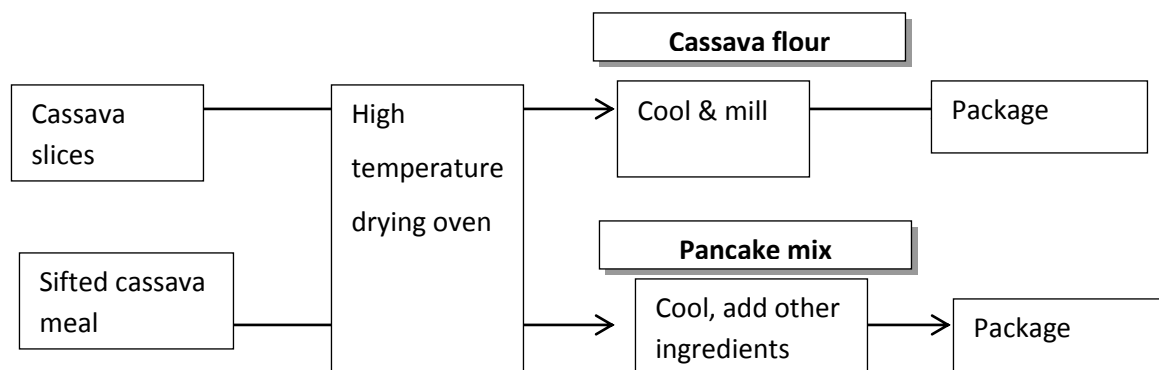 Cassava flour
Cassava
slices
High
temperature
drying oven
Cool & mill
Package
Pancake mix
Sifted cassava
meal
Cool, add other
ingredients
Package